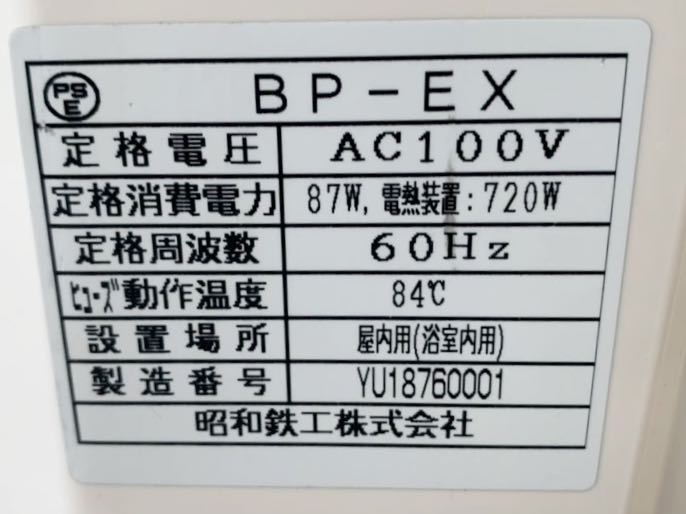 PSE BP-EX
定格電圧 AC100V
定格消費電力 87W, 電熱装置:720W
定格周波数 60Hz
ヒューズ動作温度 84℃
設置場所 屋内用(浴室内用)
製造番号 YU18760001
昭和鉄工株式会社